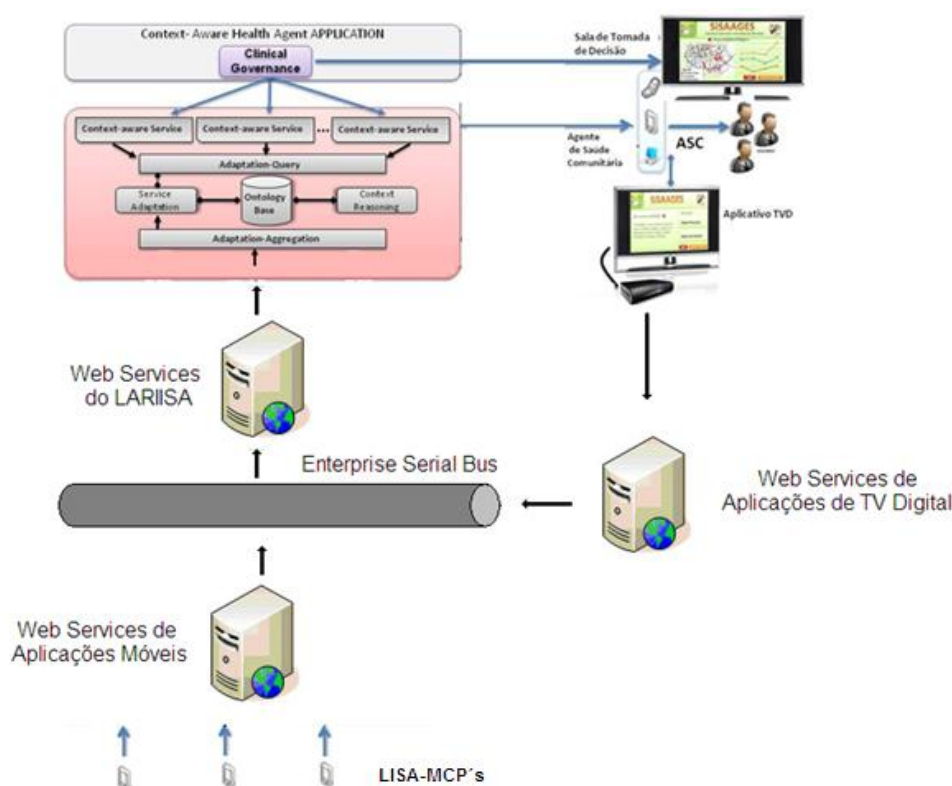 Context- Aware Health Agent APPLICATION
Clinical
Governance
Sala de Tomada
de Decisão
SISAAGES
Context-aware Service
Context-aware Service
...
Context-aware Service
Adaptation-Query
Service
Adaptation
Ontology
Base
Context
Reasoning
Adaptation-Aggregation
Agente
de Saúde
Comunitária
ASC
SISAAGES
Aplicativo TVD
Web Services
do LARIISA
Enterprise Serial Bus
Web Services de
Aplicações de TV Digital
Web Services de
Aplicações Móveis
LISA-MCP´s